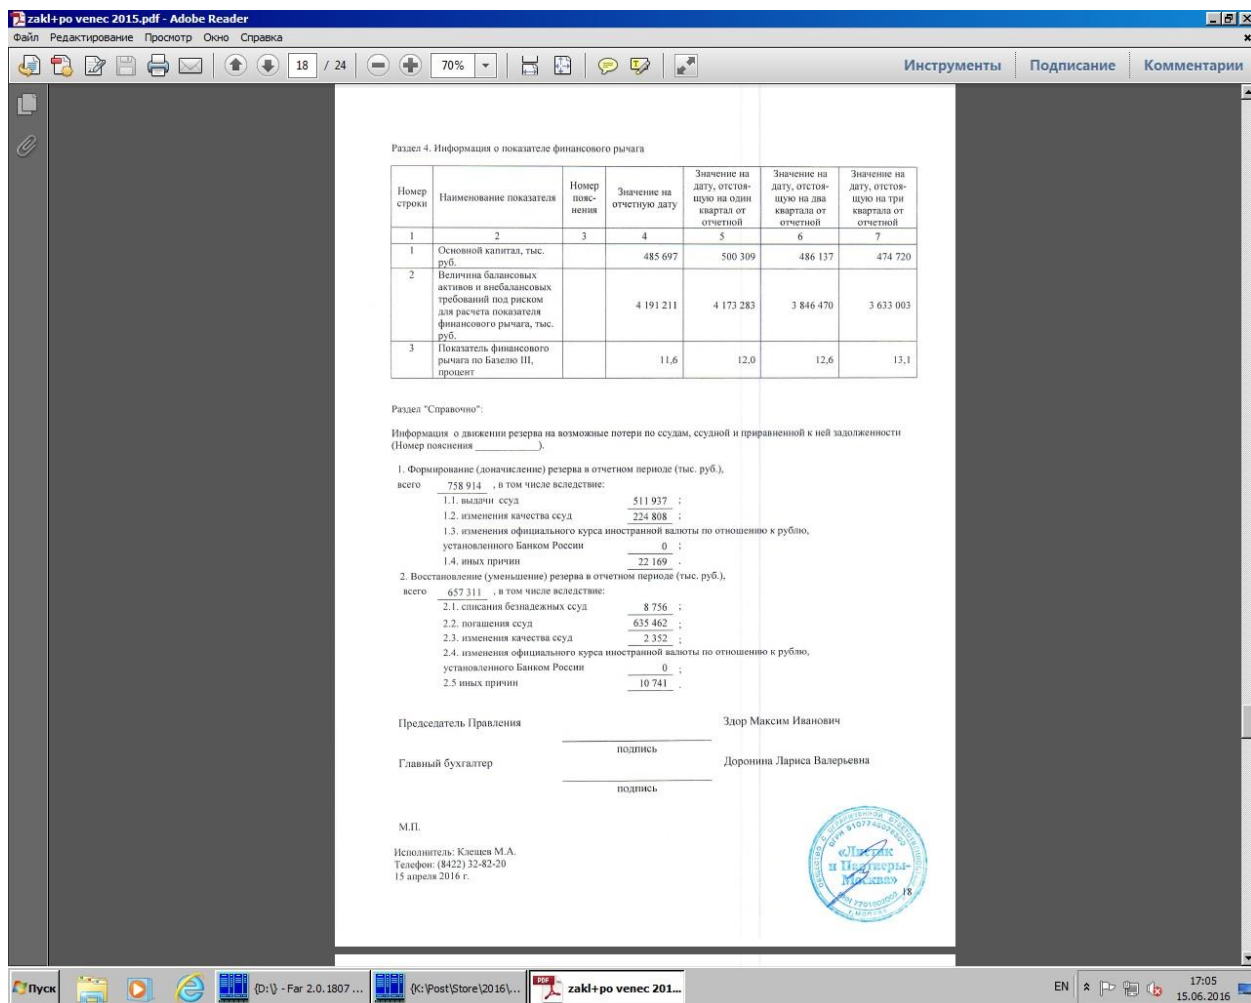 zakl+po venec 2015.pdf - Adobe Reader
Файл Редактирование Просмотр Окно Справка
18 / 24 70% Инструменты Подписание Комментарии
Раздел 4. Информация о показателе финансового рычага
Номер строки Наименование показателя Номер пояс-нения Значение на отчетную дату Значение на дату, отстоя-щую на один квартал от отчетной Значение на дату, отстоя-щую на два квартала от отчетной Значение на дату, отстоя-щую на три квартала от отчетной
1 2 3 4 5 6 7
1 Основной капитал, тыс. руб. 485 697 500 309 486 137 474 720
2 Величина балансовых активов и внебалансовых требований под риском для расчета показателя финансового рычага, тыс. руб. 4 191 211 4 173 283 3 846 470 3 633 003
3 Показатель финансового рычага по Базелю III, процент 11,6 12,0 12,6 13,1
Раздел "Справочно":
Информация о движении резерва на возможные потери по ссудам, ссудной и приравненной к ней задолженности
(Номер пояснения ____________).
1. Формирование (доначисление) резерва в отчетном периоде (тыс. руб.),
всего 758 914 , в том числе вследствие:
1.1. выдачи ссуд 511 937 ;
1.2. изменения качества ссуд 224 808 ;
1.3. изменения официального курса иностранной валюты по отношению к рублю,
установленного Банком России 0 ;
1.4. иных причин 22 169 .
2. Восстановление (уменьшение) резерва в отчетном периоде (тыс. руб.),
всего 657 311 , в том числе вследствие:
2.1. списания безнадежных ссуд 8 756 ;
2.2. погашения ссуд 635 462 ;
2.3. изменения качества ссуд 2 352 ;
2.4. изменения официального курса иностранной валюты по отношению к рублю,
установленного Банком России 0 ;
2.5 иных причин 10 741 .
Председатель Правления Здор Максим Иванович
подпись
Главный бухгалтер Доронина Лариса Валерьевна
подпись
М.П.
Исполнитель: Клещев М.А.
Телефон: (8422) 32-82-20
15 апреля 2016 г.
«Листик
и Партнеры-
Москва»
18
Пуск {D:\} - Far 2.0.1807 ... {K:\Post\Store\2016\... zakl+po venec 201... EN 17:05
15.06.2016